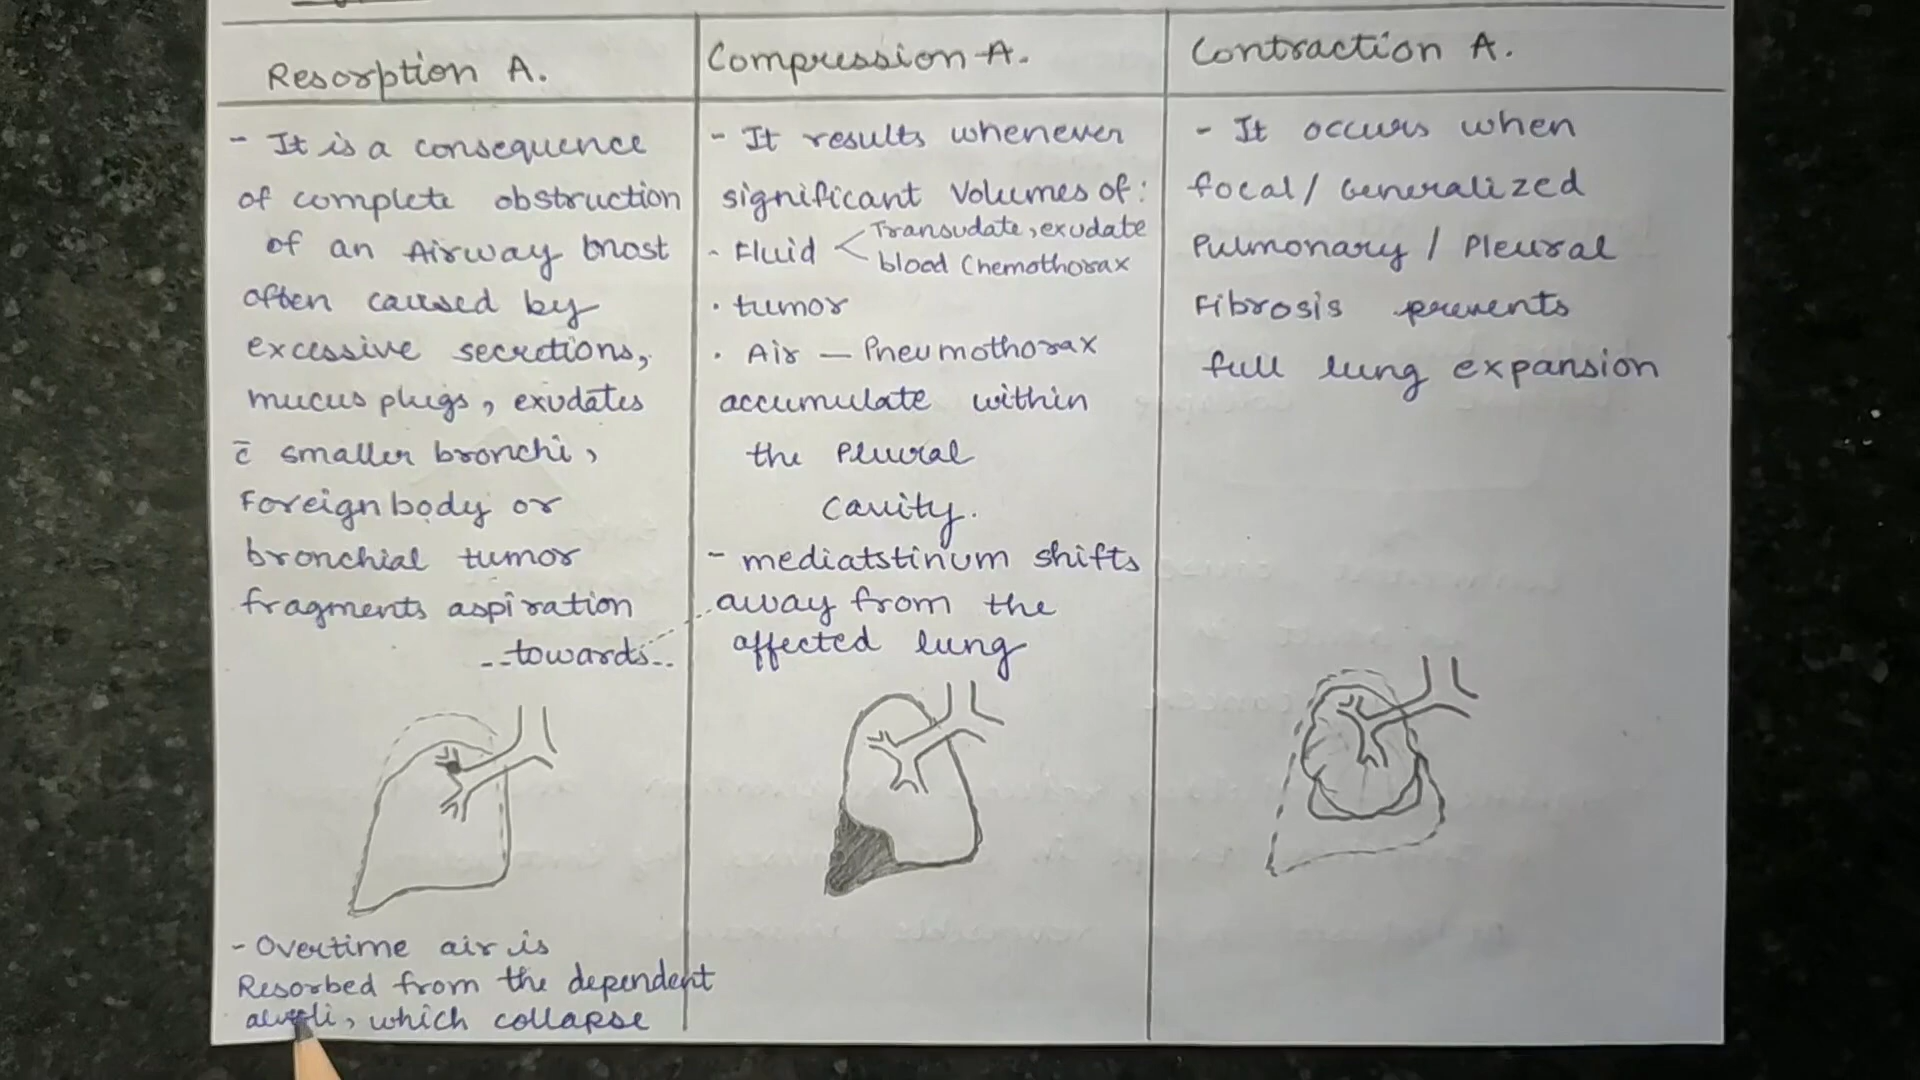 Resorption A.
- It is a consequence
of complete obstruction
of an Airway most
often caused by
excessive secretions,
mucus plugs, exudates
c̄ smaller bronchi,
Foreign body or
bronchial tumor
fragments aspiration
--towards--
- Overtime air is
Resorbed from the dependent
alveoli, which collapse
Compression A.
- It results whenever
significant Volumes of:
- Fluid < Transudate, exudate
blood Chemothorax
· tumor
· Air — Pneumothorax
accumulate within
the Pleural
Cavity.
- mediatstinum shifts
away from the
affected lung
Contraction A.
- It occurs when
focal / Generalized
Pulmonary / Pleural
Fibrosis prevents
full lung expansion